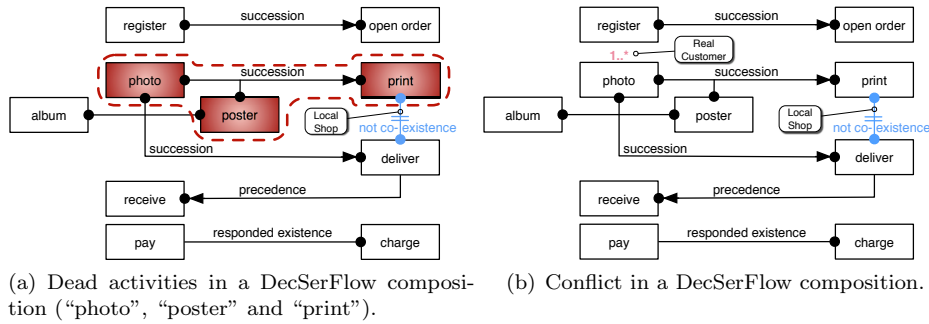 register
succession
open order
photo
succession
print
album
poster
Local
Shop
not co-existence
succession
deliver
receive
precedence
pay
responded existence
charge
(a) Dead activities in a DecSerFlow composi-
tion (“photo”, “poster” and “print”).
register
succession
open order
1..*
Real
Customer
photo
succession
print
album
poster
Local
Shop
not co-existence
succession
deliver
receive
precedence
pay
responded existence
charge
(b) Conflict in a DecSerFlow composition.